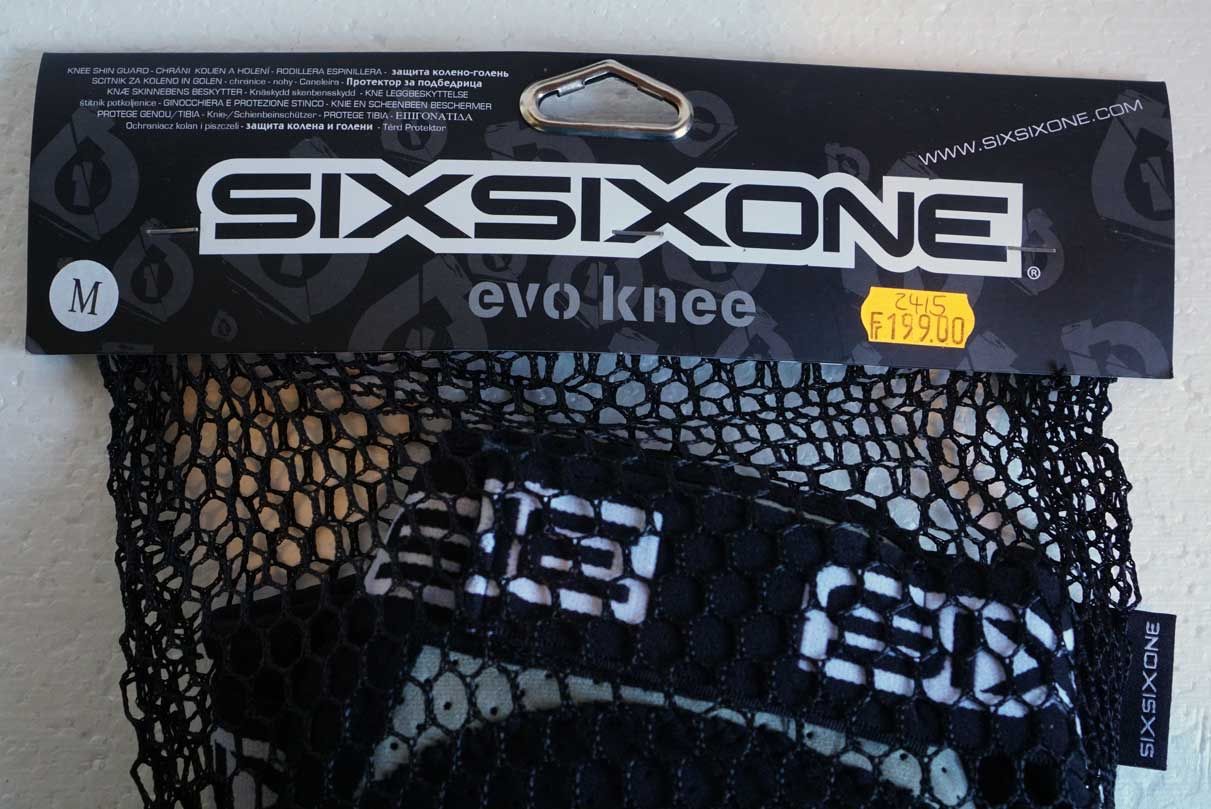 KNEE SHIN GUARD - CHRÁNI KOLIEN A HOLENÍ - RODILLERA ESPINILLERA - защита колено-голень
SCITNIK ZA KOLENO IN GOLEN - chránice - nohy - Caneleira - Протектор за подбедрица
KNÆ SKINNEBENS BESKYTTER - Knäskydd skenbensskydd - KNE LEGGBESKYTTELSE
štitnik potkoljenice - GINOCCHIERA E PROTEZIONE STINCO - KNIE EN SCHEENBEEN BESCHERMER
PROTEGE GENOU/TIBIA - Knie-/Schienbeinschützer - PROTEGE TIBIA - ΕΠΙΓΟΝΑΤΙΔΑ
Ochraniacz kolan i piszczeli - защита колена и голени - Térd Protektor
WWW.SIXSIXONE.COM
SIXSIXONE®
M
evo knee
2415
Fr199.00
SIXSIXONE